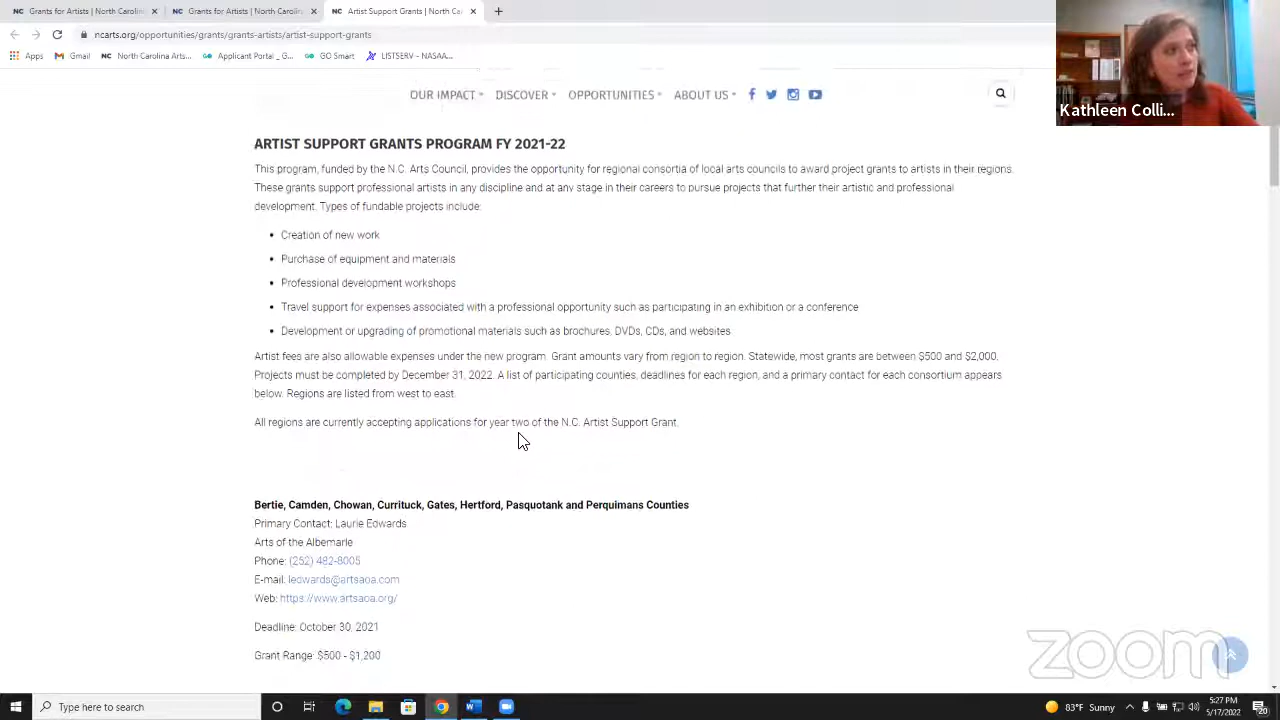 Grants for Artists | North Carolin
Grants for Artists | North Carolin
Artist Support Grants | North Ca
ncarts.org/opportunities/grants/grants-artists/artist-support-grants
Apps
Gmail
North Carolina Arts...
Applicant Portal _ G...
GO Smart
LISTSERV - NASAA...
OUR IMPACT
DISCOVER
OPPORTUNITIES
ABOUT US
Kathleen Colli...
ARTIST SUPPORT GRANTS PROGRAM FY 2021-22
This program, funded by the N.C. Arts Council, provides the opportunity for regional consortia of local arts councils to award project grants to artists in their regions.
These grants support professional artists in any discipline and at any stage in their careers to pursue projects that further their artistic and professional
development. Types of fundable projects include:
• Creation of new work
• Purchase of equipment and materials
• Professional development workshops
• Travel support for expenses associated with a professional opportunity such as participating in an exhibition or a conference
• Development or upgrading of promotional materials such as brochures, DVDs, CDs, and websites
Artist fees are also allowable expenses under the new program. Grant amounts vary from region to region. Statewide, most grants are between $500 and $2,000.
Projects must be completed by December 31, 2022. A list of participating counties, deadlines for each region, and a primary contact for each consortium appears
below. Regions are listed from west to east.
All regions are currently accepting applications for year two of the N.C. Artist Support Grant.
Bertie, Camden, Chowan, Currituck, Gates, Hertford, Pasquotank and Perquimans Counties
Primary Contact: Laurie Edwards
Arts of the Albemarle
Phone: (252) 482-8005
E-mail: ledwards@artsaoa.com
Web: https://www.artsaoa.org/
Deadline: October 30, 2021
Grant Range: $500 - $1,200
zoom
Type here to search
83°F Sunny
5:27 PM
5/17/2022
20